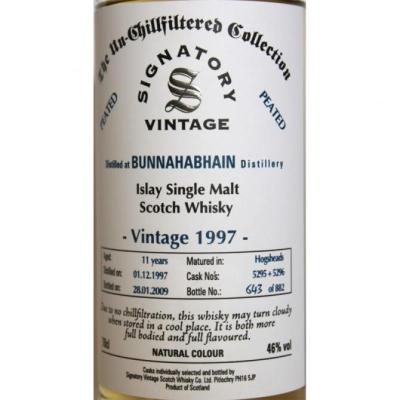 The Un-Chillfiltered Collection
SIGNATORY
S
VINTAGE
PEATED
PEATED
Distilled at BUNNAHABHAIN Distillery
Islay Single Malt
Scotch Whisky
- Vintage 1997 -
Aged: 11 years Matured in: Hogsheads
Distilled on: 01.12.1997 Cask No's: 5295 + 5296
Bottled on: 28.01.2009 Bottle No.: 643 of 882
Due to no chillfiltration, this whisky may turn cloudy
when stored in a cool place. It is both more
full bodied and full flavoured.
70cl 46% vol
NATURAL COLOUR
Casks individually selected and bottled by
Signatory Vintage Scotch Whisky Co. Ltd. Pitlochry PH16 5JP
Product of Scotland